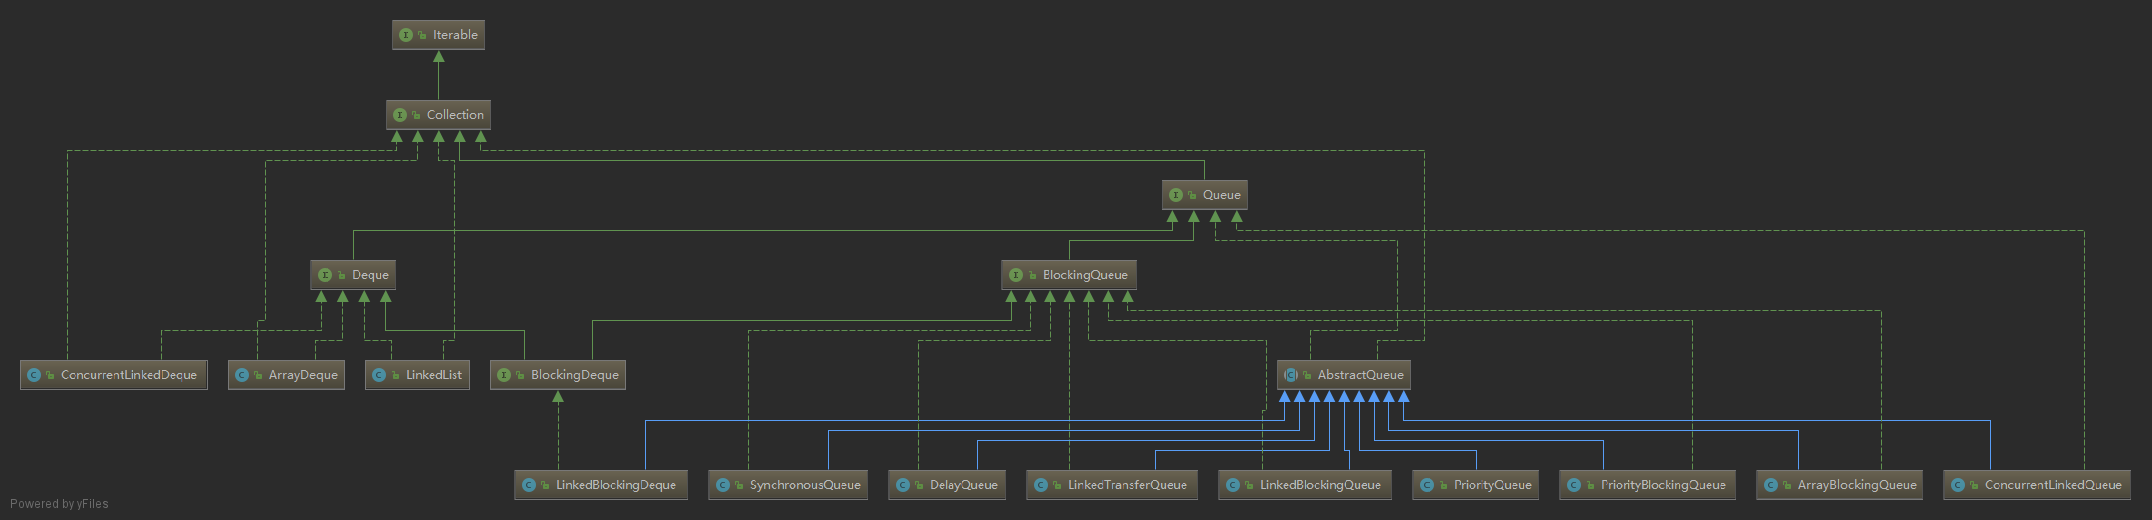 Iterable
Collection
Queue
Deque
BlockingQueue
ConcurrentLinkedDeque
ArrayDeque
LinkedList
BlockingDeque
AbstractQueue
LinkedBlockingDeque
SynchronousQueue
DelayQueue
LinkedTransferQueue
LinkedBlockingQueue
PriorityQueue
PriorityBlockingQueue
ArrayBlockingQueue
ConcurrentLinkedQueue
Powered by yFiles